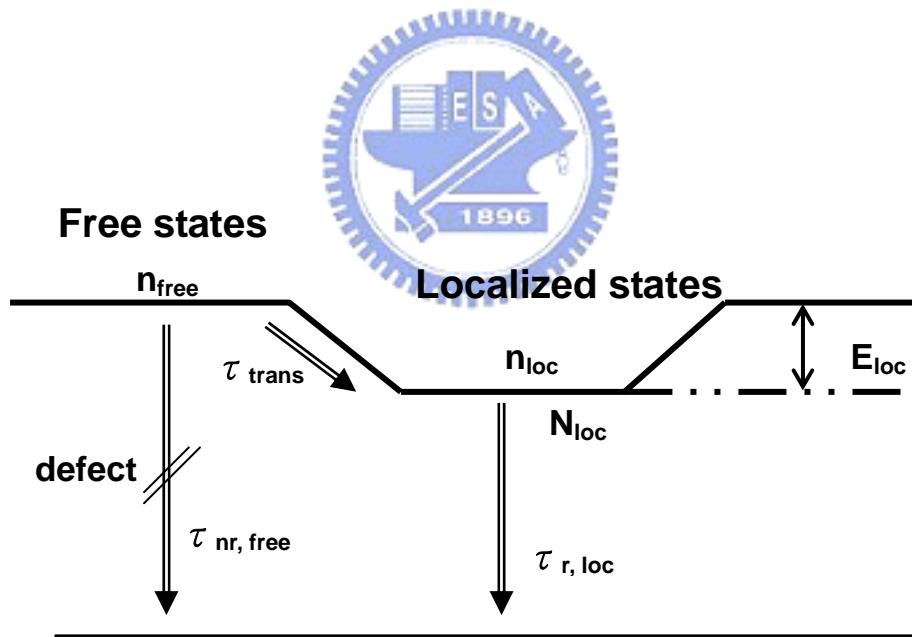 E S A
1896
Free states
n_free
Localized states
τ trans
n_loc
E_loc
N_loc
defect
τ nr, free
τ r, loc